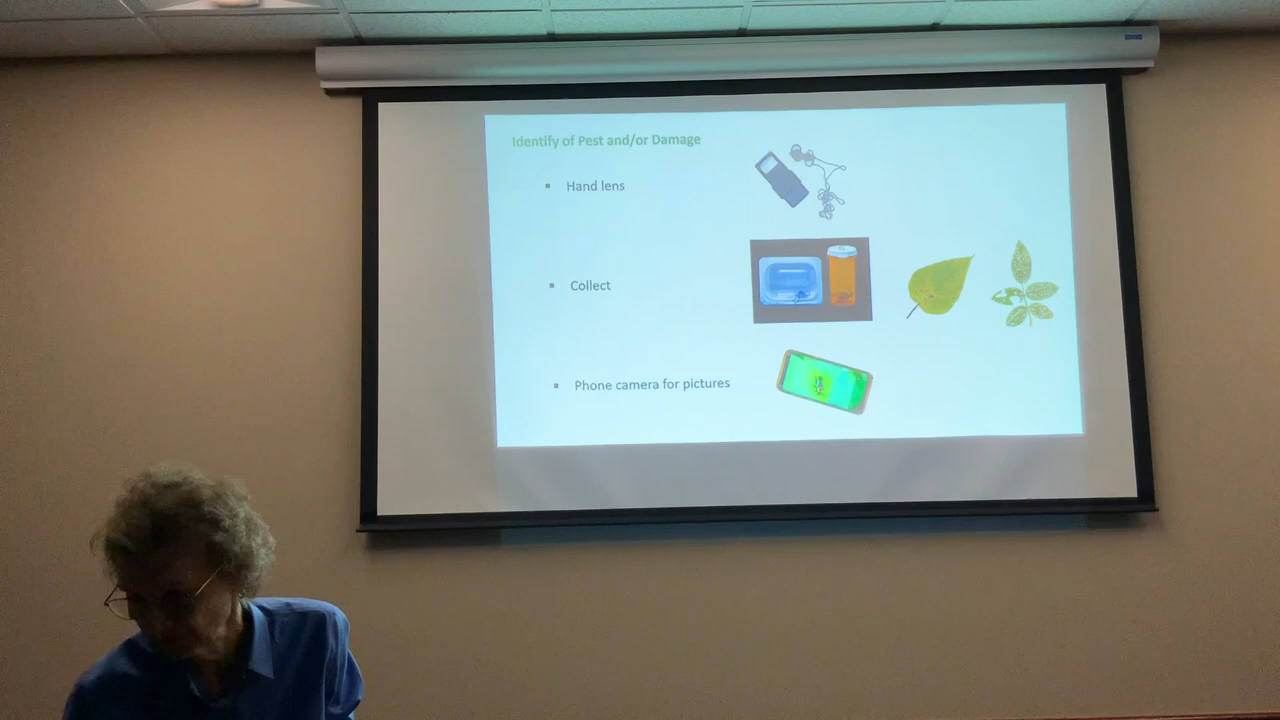 Identify of Pest and/or Damage
▪ Hand lens
▪ Collect
▪ Phone camera for pictures